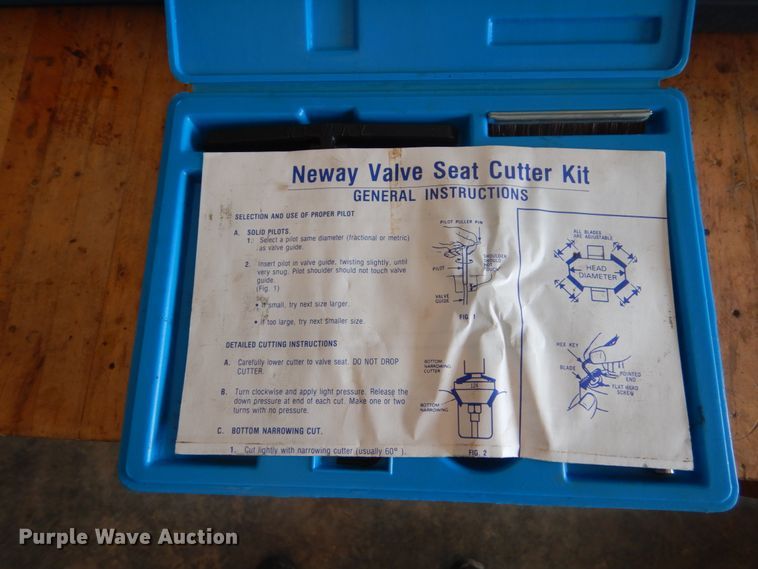 Neway Valve Seat Cutter Kit
GENERAL INSTRUCTIONS
SELECTION AND USE OF PROPER PILOT
A. SOLID PILOTS.
1. Select a pilot same diameter (fractional or metric)
as valve guide.
2. Insert pilot in valve guide, twisting slightly, until
very snug. Pilot shoulder should not touch valve
guide.
(Fig. 1)
• If small, try next size larger.
• If too large, try next smaller size.
DETAILED CUTTING INSTRUCTIONS
A. Carefully lower cutter to valve seat. DO NOT DROP
CUTTER.
B. Turn clockwise and apply light pressure. Release the
down pressure at end of each cut. Make one or two
turns with no pressure.
C. BOTTOM NARROWING CUT.
1. Cut lightly with narrowing cutter (usually 60°).
PILOT PULLER PIN
SHOULDER
SHOULD
NOT
TOUCH
PILOT
VALVE
GUIDE
FIG. 1
BOTTOM
NARROWING
CUTTER
BOTTOM
NARROWING
FIG. 2
ALL BLADES
ARE ADJUSTABLE
HEAD
DIAMETER
HEX KEY
BLADE
POINTED
END
FLAT HEAD
SCREW
Purple Wave Auction